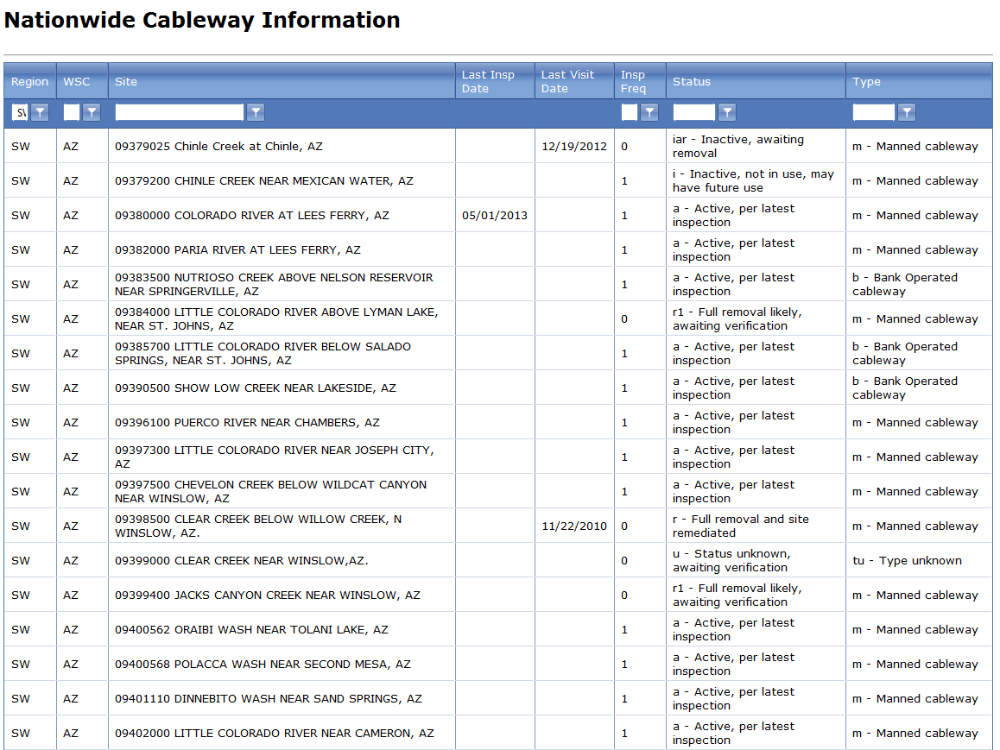 Nationwide Cableway Information
Region WSC Site Last Insp Date Last Visit Date Insp Freq Status Type
SW
SW AZ 09379025 Chinle Creek at Chinle, AZ 12/19/2012 0 iar - Inactive, awaiting removal m - Manned cableway
SW AZ 09379200 CHINLE CREEK NEAR MEXICAN WATER, AZ 1 i - Inactive, not in use, may have future use m - Manned cableway
SW AZ 09380000 COLORADO RIVER AT LEES FERRY, AZ 05/01/2013 1 a - Active, per latest inspection m - Manned cableway
SW AZ 09382000 PARIA RIVER AT LEES FERRY, AZ 1 a - Active, per latest inspection m - Manned cableway
SW AZ 09383500 NUTRIOSO CREEK ABOVE NELSON RESERVOIR NEAR SPRINGERVILLE, AZ 1 a - Active, per latest inspection b - Bank Operated cableway
SW AZ 09384000 LITTLE COLORADO RIVER ABOVE LYMAN LAKE, NEAR ST. JOHNS, AZ 0 r1 - Full removal likely, awaiting verification m - Manned cableway
SW AZ 09385700 LITTLE COLORADO RIVER BELOW SALADO SPRINGS, NEAR ST. JOHNS, AZ 1 a - Active, per latest inspection b - Bank Operated cableway
SW AZ 09390500 SHOW LOW CREEK NEAR LAKESIDE, AZ 1 a - Active, per latest inspection b - Bank Operated cableway
SW AZ 09396100 PUERCO RIVER NEAR CHAMBERS, AZ 1 a - Active, per latest inspection m - Manned cableway
SW AZ 09397300 LITTLE COLORADO RIVER NEAR JOSEPH CITY, AZ 1 a - Active, per latest inspection m - Manned cableway
SW AZ 09397500 CHEVELON CREEK BELOW WILDCAT CANYON NEAR WINSLOW, AZ 1 a - Active, per latest inspection m - Manned cableway
SW AZ 09398500 CLEAR CREEK BELOW WILLOW CREEK, N WINSLOW, AZ. 11/22/2010 0 r - Full removal and site remediated m - Manned cableway
SW AZ 09399000 CLEAR CREEK NEAR WINSLOW,AZ. 0 u - Status unknown, awaiting verification tu - Type unknown
SW AZ 09399400 JACKS CANYON CREEK NEAR WINSLOW, AZ 0 r1 - Full removal likely, awaiting verification m - Manned cableway
SW AZ 09400562 ORAIBI WASH NEAR TOLANI LAKE, AZ 1 a - Active, per latest inspection m - Manned cableway
SW AZ 09400568 POLACCA WASH NEAR SECOND MESA, AZ 1 a - Active, per latest inspection m - Manned cableway
SW AZ 09401110 DINNEBITO WASH NEAR SAND SPRINGS, AZ 1 a - Active, per latest inspection m - Manned cableway
SW AZ 09402000 LITTLE COLORADO RIVER NEAR CAMERON, AZ 1 a - Active, per latest inspection m - Manned cableway